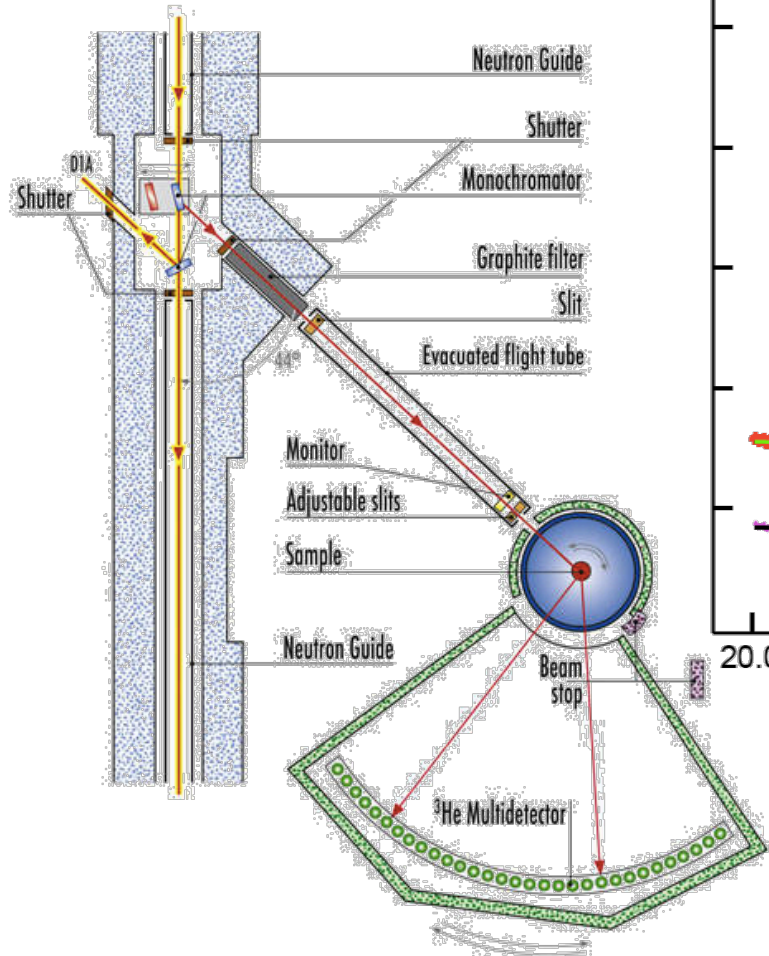 Neutron Guide
Shutter
D1A
Monochromator
Shutter
Graphite filter
Slit
44°
Evacuated flight tube
Monitor
Adjustable slits
Sample
Neutron Guide
Beam
stop
20.0
³He Multidetector